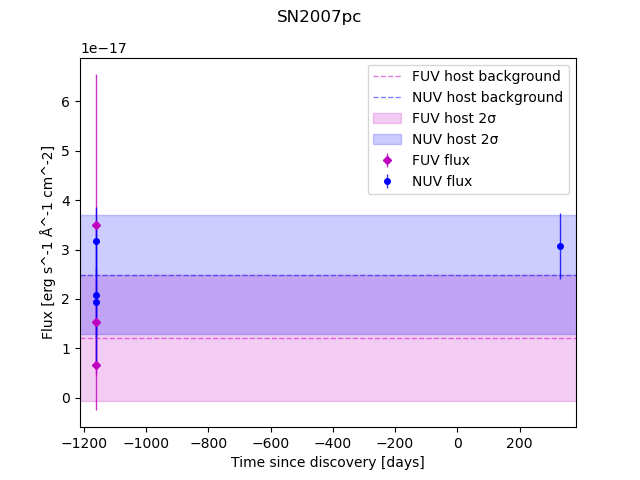 SN2007pc
1e−17
FUV host background
NUV host background
FUV host 2σ
NUV host 2σ
FUV flux
NUV flux
6
5
4
3
2
1
0
Flux [erg s^-1 Å^-1 cm^-2]
−1200 −1000 −800 −600 −400 −200 0 200
Time since discovery [days]